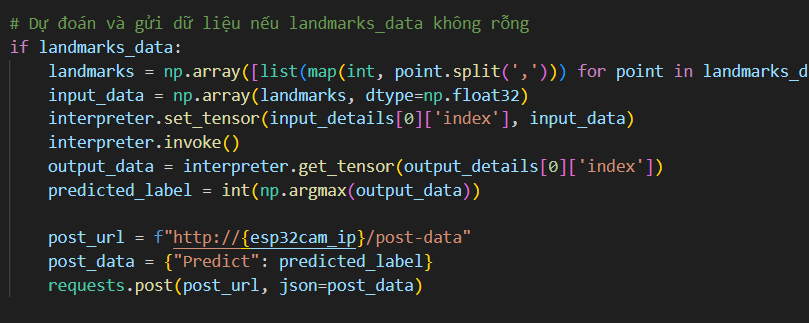 # Dự đoán và gửi dữ liệu nếu landmarks_data không rỗng
if landmarks_data:
    landmarks = np.array([list(map(int, point.split(','))) for point in landmarks_d
    input_data = np.array(landmarks, dtype=np.float32)
    interpreter.set_tensor(input_details[0]['index'], input_data)
    interpreter.invoke()
    output_data = interpreter.get_tensor(output_details[0]['index'])
    predicted_label = int(np.argmax(output_data))
    post_url = f"http://{esp32cam_ip}/post-data"
    post_data = {"Predict": predicted_label}
    requests.post(post_url, json=post_data)